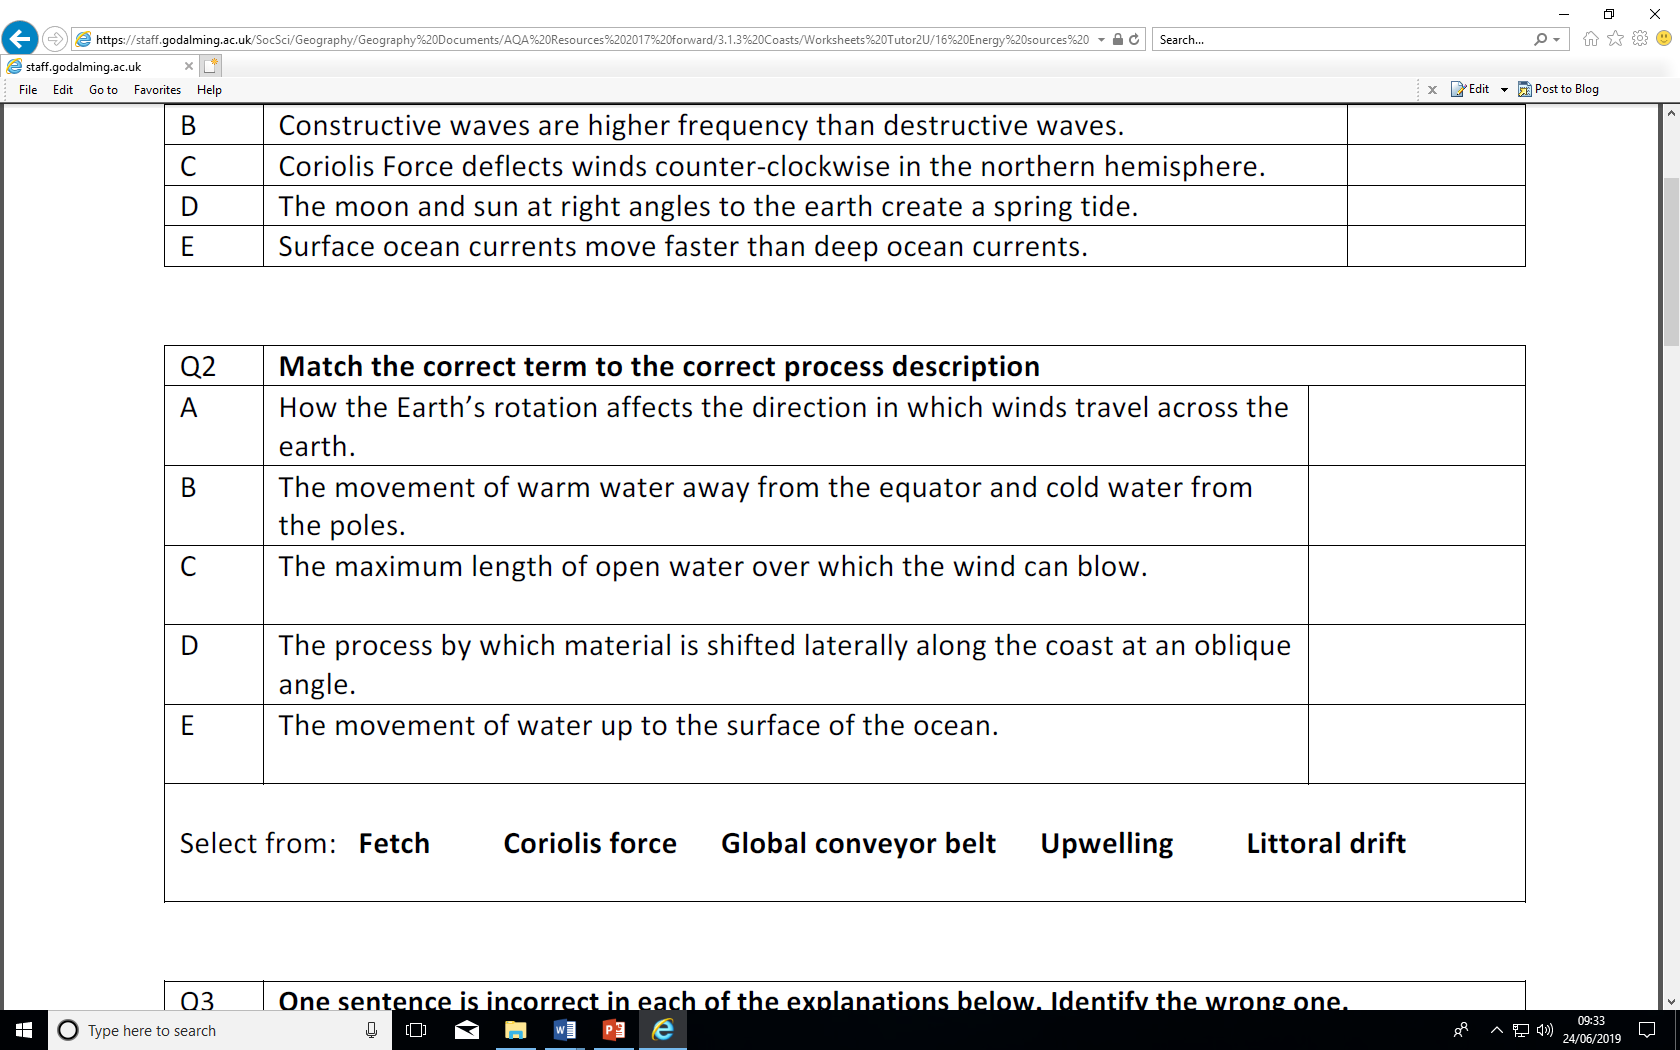 https://staff.godalming.ac.uk/SocSci/Geography/Geography%20Documents/AQA%20Resources%202017%20forward/3.1.3%20Coasts/Worksheets%20Tutor2U/16%20Energy%20sources%20
Search...
staff.godalming.ac.uk
File Edit Go to Favorites Help
x Edit Post to Blog
B Constructive waves are higher frequency than destructive waves.
C Coriolis Force deflects winds counter-clockwise in the northern hemisphere.
D The moon and sun at right angles to the earth create a spring tide.
E Surface ocean currents move faster than deep ocean currents.
Q2 Match the correct term to the correct process description
A How the Earth’s rotation affects the direction in which winds travel across the
earth.
B The movement of warm water away from the equator and cold water from
the poles.
C The maximum length of open water over which the wind can blow.
D The process by which material is shifted laterally along the coast at an oblique
angle.
E The movement of water up to the surface of the ocean.
Select from: Fetch Coriolis force Global conveyor belt Upwelling Littoral drift
Q3 One sentence is incorrect in each of the explanations below. Identify the wrong one.
Type here to search
09:33
24/06/2019